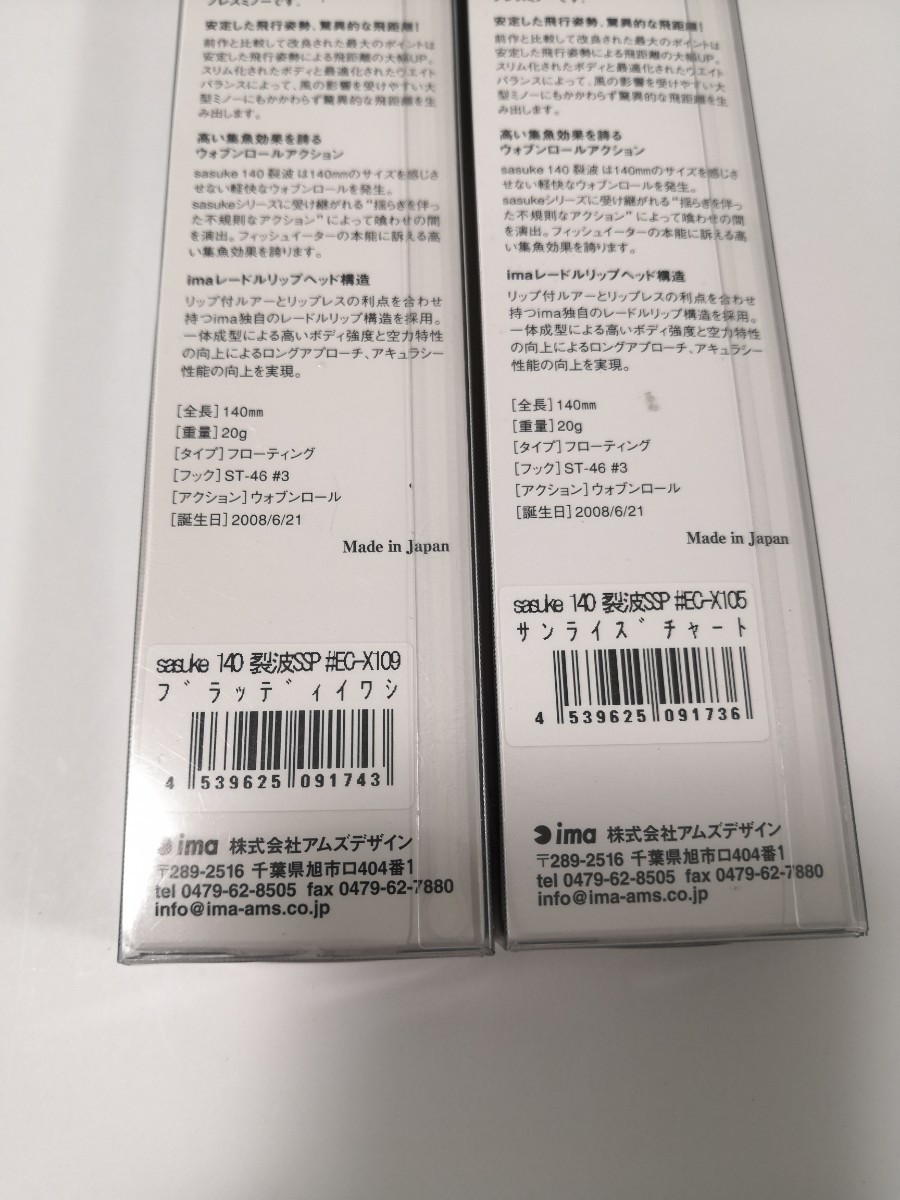 プレスミノーです。
安定した飛行姿勢、驚異的な飛距離!
前作と比較して改良された最大のポイントは
安定した飛行姿勢による飛距離の大幅UP。
スリム化されたボディと最適化されたウエイト
バランスによって、風の影響を受けやすい大
型ミノーにもかかわらず驚異的な飛距離を生
み出します。
高い集魚効果を誇る
ウォブンロールアクション
sasuke 140 裂波 は140mmのサイズを感じさ
せない軽快なウォブンロールを発生。
sasukeシリーズに受け継がれる“揺らぎを伴っ
た不規則なアクション”によって喰わせの間
を演出。フィッシュイーターの本能に訴える高
い集魚効果を誇ります。
imaレードルリップヘッド構造
リップ付ルアーとリップレスの利点を合わせ
持つima独自のレードルリップ構造を採用。
一体成型による高いボディ強度と空力特性
の向上によるロングアプローチ、アキュラシー
性能の向上を実現。
[全長]140mm
[重量]20g
[タイプ]フローティング
[フック]ST-46 #3
[アクション]ウォブンロール
[誕生日]2008/6/21
Made in Japan
sasuke 140 裂波SSP #EC-X109
ブラッディイワシ
4 539625 091743
ima 株式会社アムズデザイン
〒289-2516 千葉県旭市ロ404番1
tel 0479-62-8505 fax 0479-62-7880
info@ima-ams.co.jp
安定した飛行姿勢、驚異的な飛距離!
前作と比較して改良された最大のポイントは
安定した飛行姿勢による飛距離の大幅UP。
スリム化されたボディと最適化されたウエイト
バランスによって、風の影響を受けやすい大
型ミノーにもかかわらず驚異的な飛距離を生
み出します。
高い集魚効果を誇る
ウォブンロールアクション
sasuke 140 裂波 は140mmのサイズを感じさ
せない軽快なウォブンロールを発生。
sasukeシリーズに受け継がれる“揺らぎを伴っ
た不規則なアクション”によって喰わせの間
を演出。フィッシュイーターの本能に訴える高
い集魚効果を誇ります。
imaレードルリップヘッド構造
リップ付ルアーとリップレスの利点を合わせ
持つima独自のレードルリップ構造を採用。
一体成型による高いボディ強度と空力特性
の向上によるロングアプローチ、アキュラシー
性能の向上を実現。
[全長]140mm
[重量]20g
[タイプ]フローティング
[フック]ST-46 #3
[アクション]ウォブンロール
[誕生日]2008/6/21
Made in Japan
sasuke 140 裂波SSP #EC-X105
サンライズチャート
4 539625 091736
ima 株式会社アムズデザイン
〒289-2516 千葉県旭市ロ404番1
tel 0479-62-8505 fax 0479-62-7880
info@ima-ams.co.jp